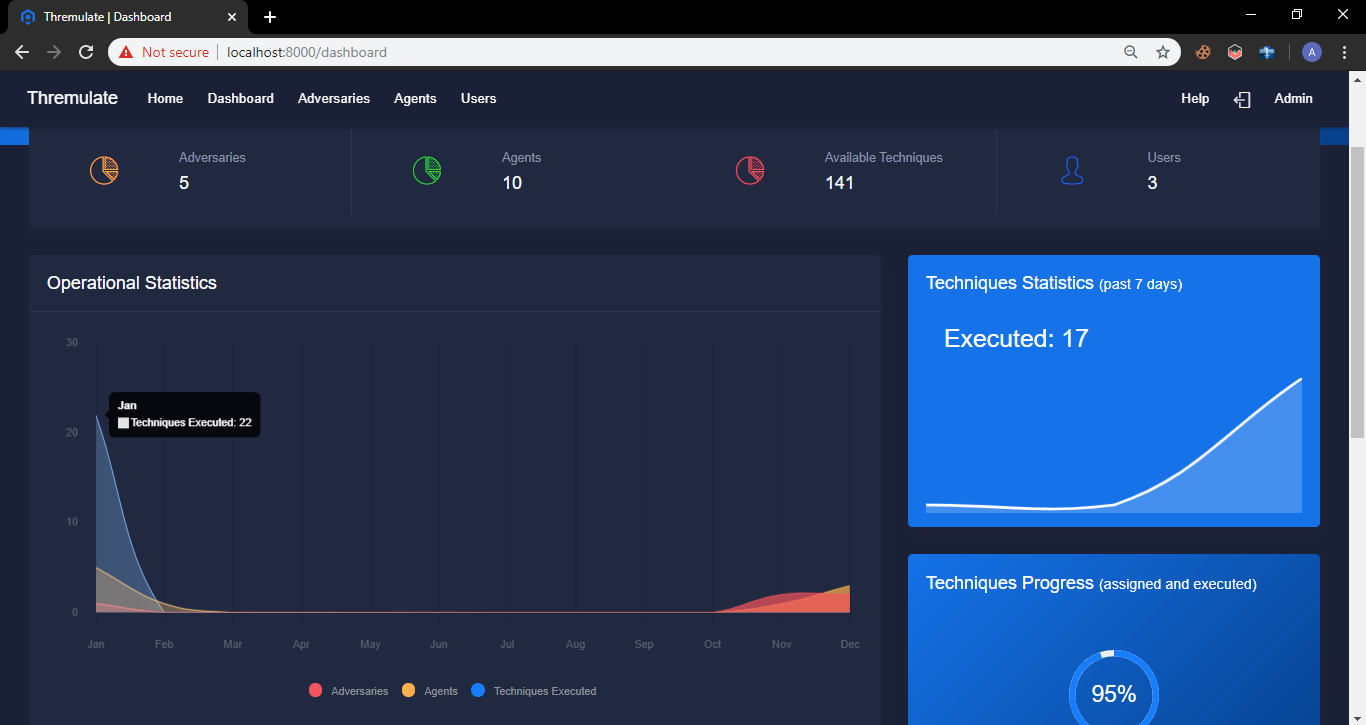 Thremulate | Dashboard
Not secure
localhost:8000/dashboard
A
Thremulate Home Dashboard Adversaries Agents Users Help Admin
Adversaries
5
Agents
10
Available Techniques
141
Users
3
Operational Statistics
30
20
10
0
Jan
Techniques Executed: 22
Jan Feb Mar Apr May Jun Jul Aug Sep Oct Nov Dec
Adversaries Agents Techniques Executed
Techniques Statistics (past 7 days)
Executed: 17
Techniques Progress (assigned and executed)
95%